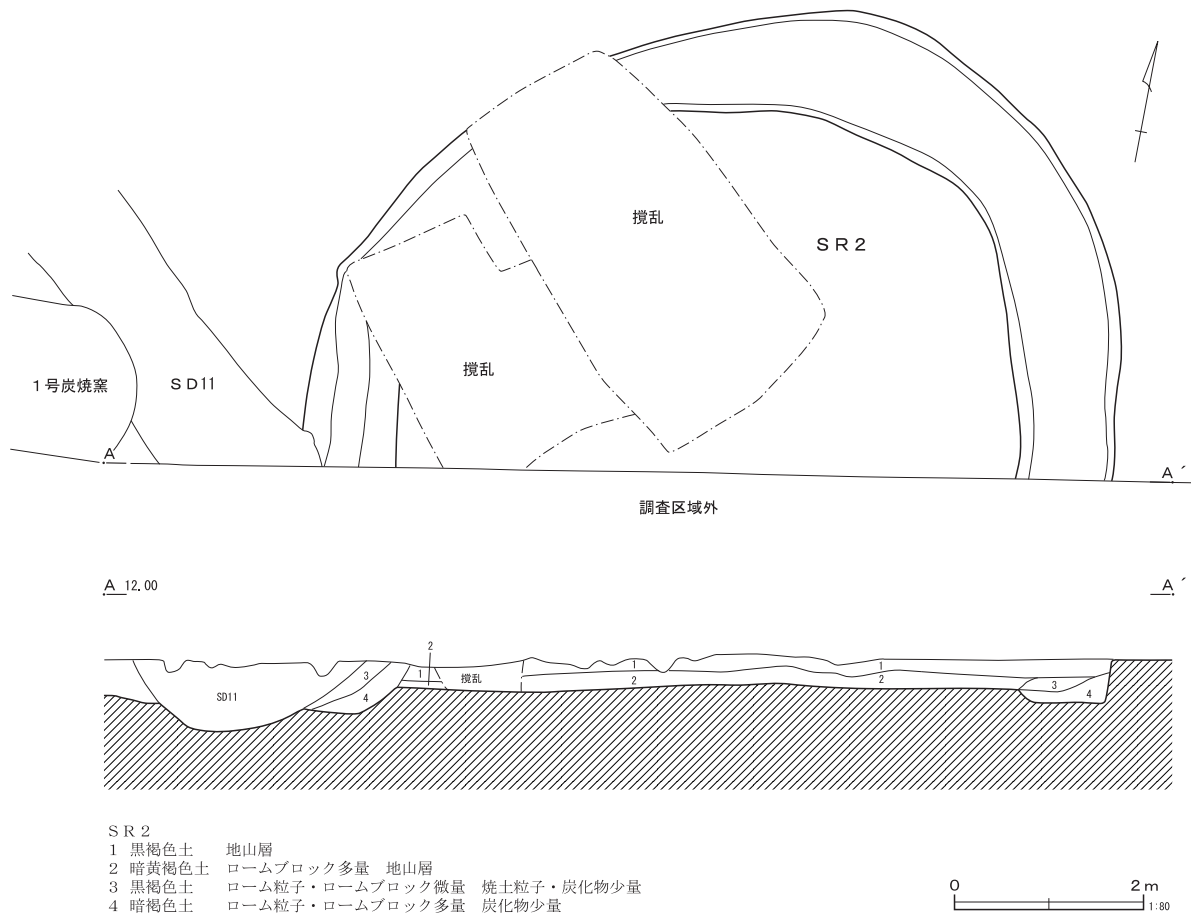 撹乱
SR2
撹乱
1号炭焼窯
SD11
A
A´
調査区域外
A 12.00
A´
2
1
1
3
1
撹乱
2
2
SD11
4
3
4
SR2
1 黒褐色土 地山層
2 暗黄褐色土 ロームブロック多量 地山層
3 黒褐色土 ローム粒子・ロームブロック微量 焼土粒子・炭化物少量
4 暗褐色土 ローム粒子・ロームブロック多量 炭化物少量
0 2m
1:80